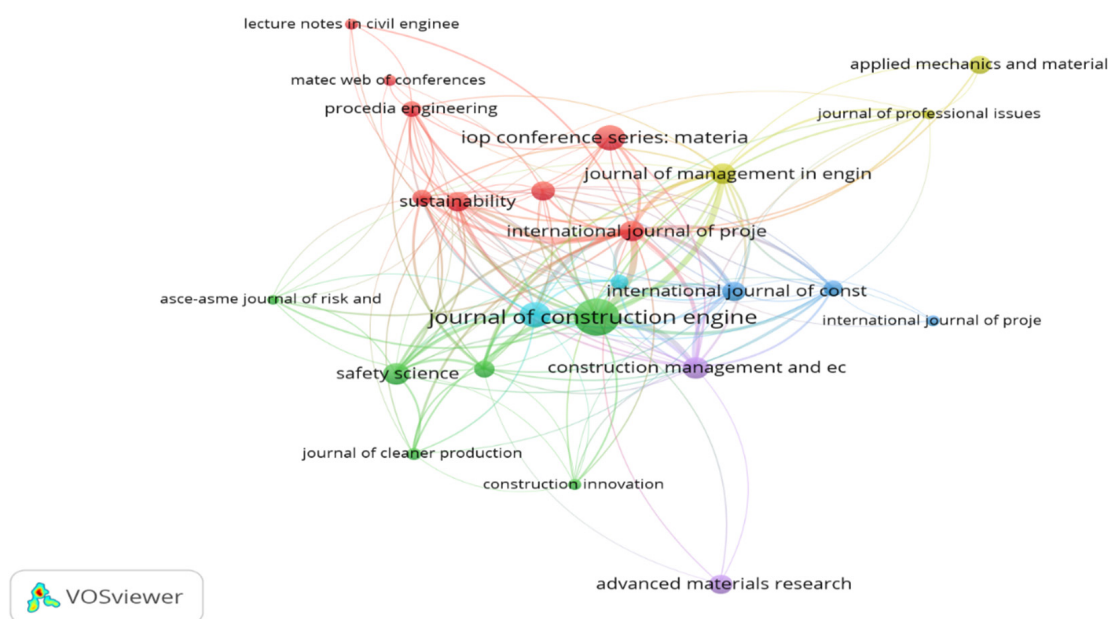 lecture notes in civil enginee
applied mechanics and material
matec web of conferences
procedia engineering
journal of professional issues
iop conference series: materia
journal of management in engin
sustainability
international journal of proje
international journal of const
asce-asme journal of risk and
journal of construction engine
international journal of proje
construction management and ec
safety science
journal of cleaner production
construction innovation
advanced materials research
VOSviewer